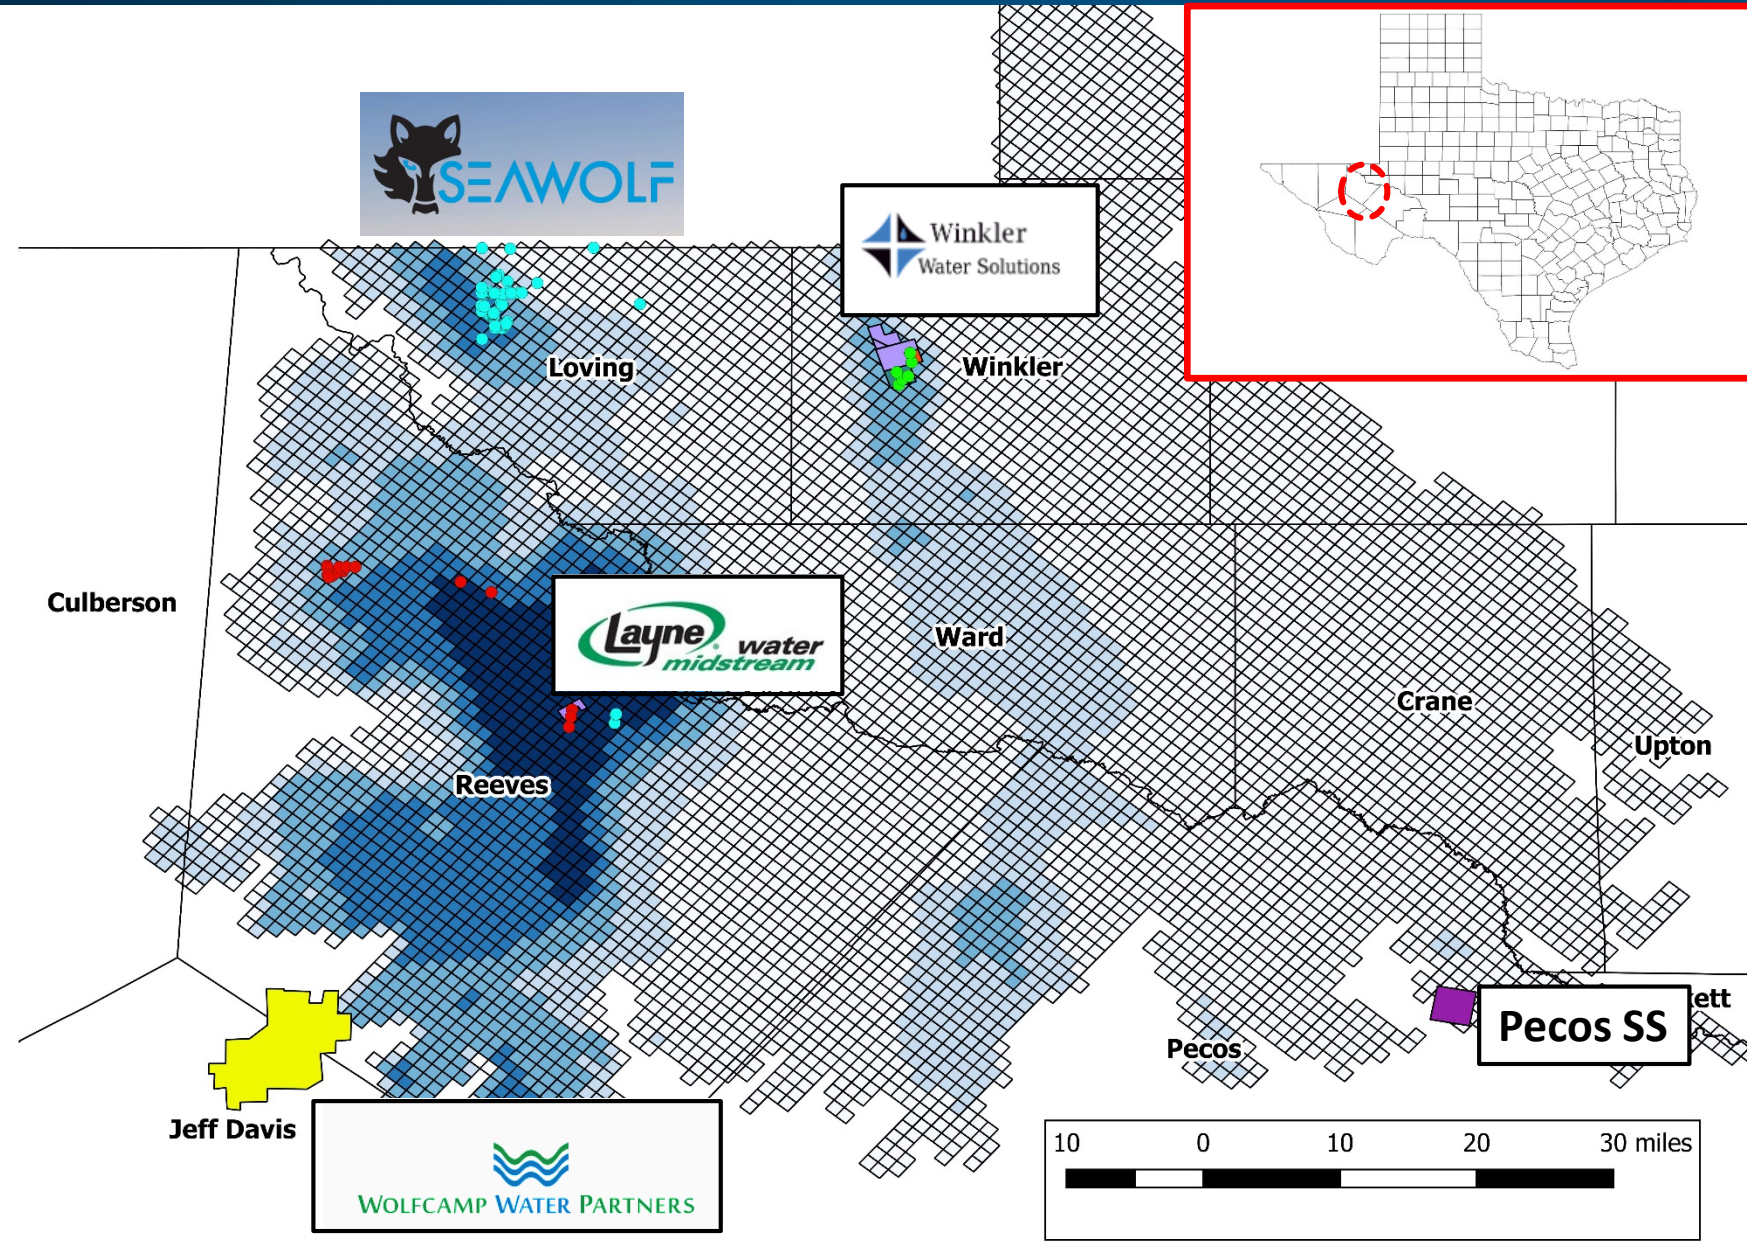 SEAWOLF
Winkler
Water Solutions
Loving
Winkler
Culberson
Layne water
midstream
Ward
Crane
Upton
Reeves
ett
Pecos SS
Pecos
Jeff Davis
WOLFCAMP WATER PARTNERS
10 0 10 20 30 miles